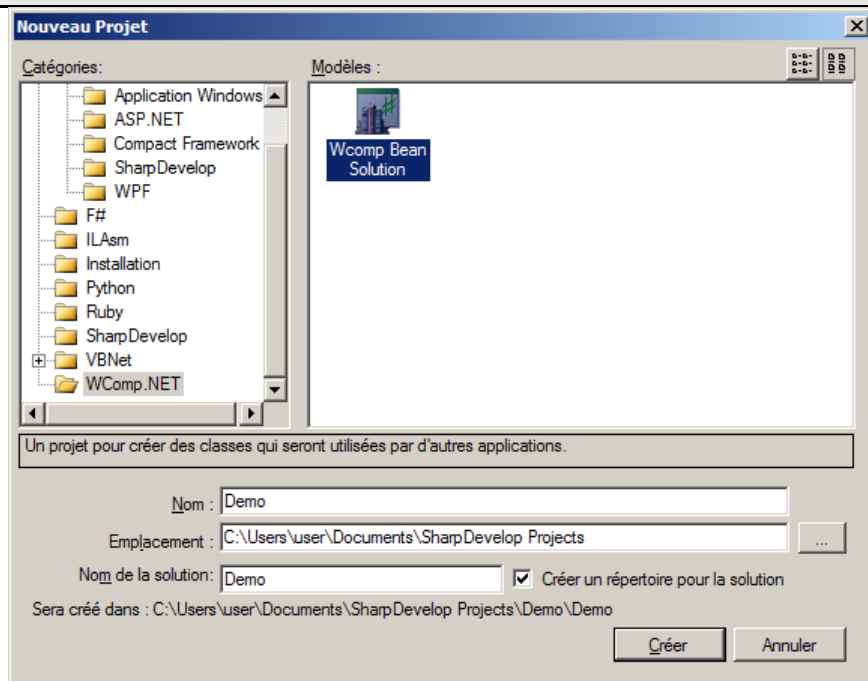 Nouveau Projet
Catégories:
Modèles :
Application Windows
ASP.NET
Compact Framework
SharpDevelop
WPF
F#
ILAsm
Installation
Python
Ruby
SharpDevelop
VBNet
WComp.NET
Wcomp Bean
Solution
Un projet pour créer des classes qui seront utilisées par d'autres applications.
Nom : Demo
Emplacement : C:\Users\user\Documents\SharpDevelop Projects ...
Nom de la solution: Demo Créer un répertoire pour la solution
Sera créé dans : C:\Users\user\Documents\SharpDevelop Projects\Demo\Demo
Créer Annuler